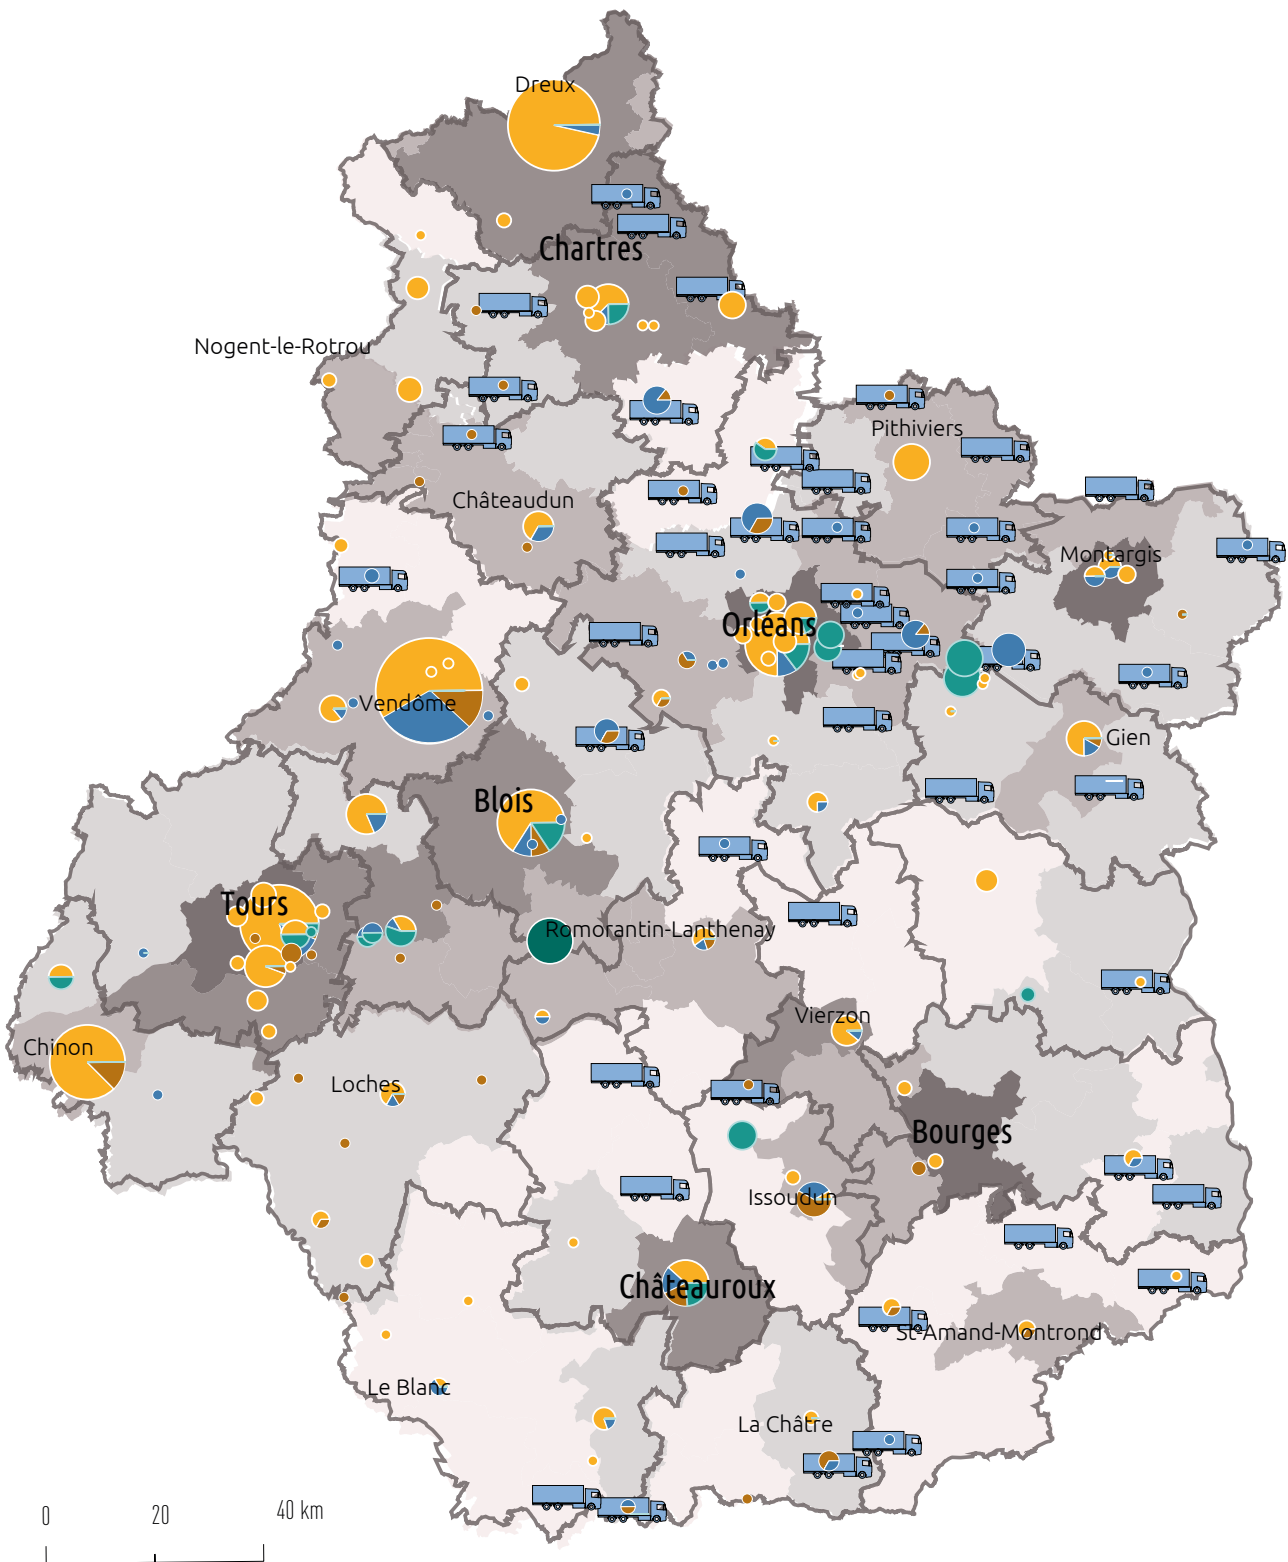 Dreux
Chartres
Nogent-le-Rotrou
Pithiviers
Châteaudun
Montargis
Orléans
Vendôme
Gien
Blois
Tours
Romorantin-Lanthenay
Vierzon
Chinon
Loches
Bourges
Issoudun
Châteauroux
St-Amand-Montrond
Le Blanc
La Châtre
0 20 40 km